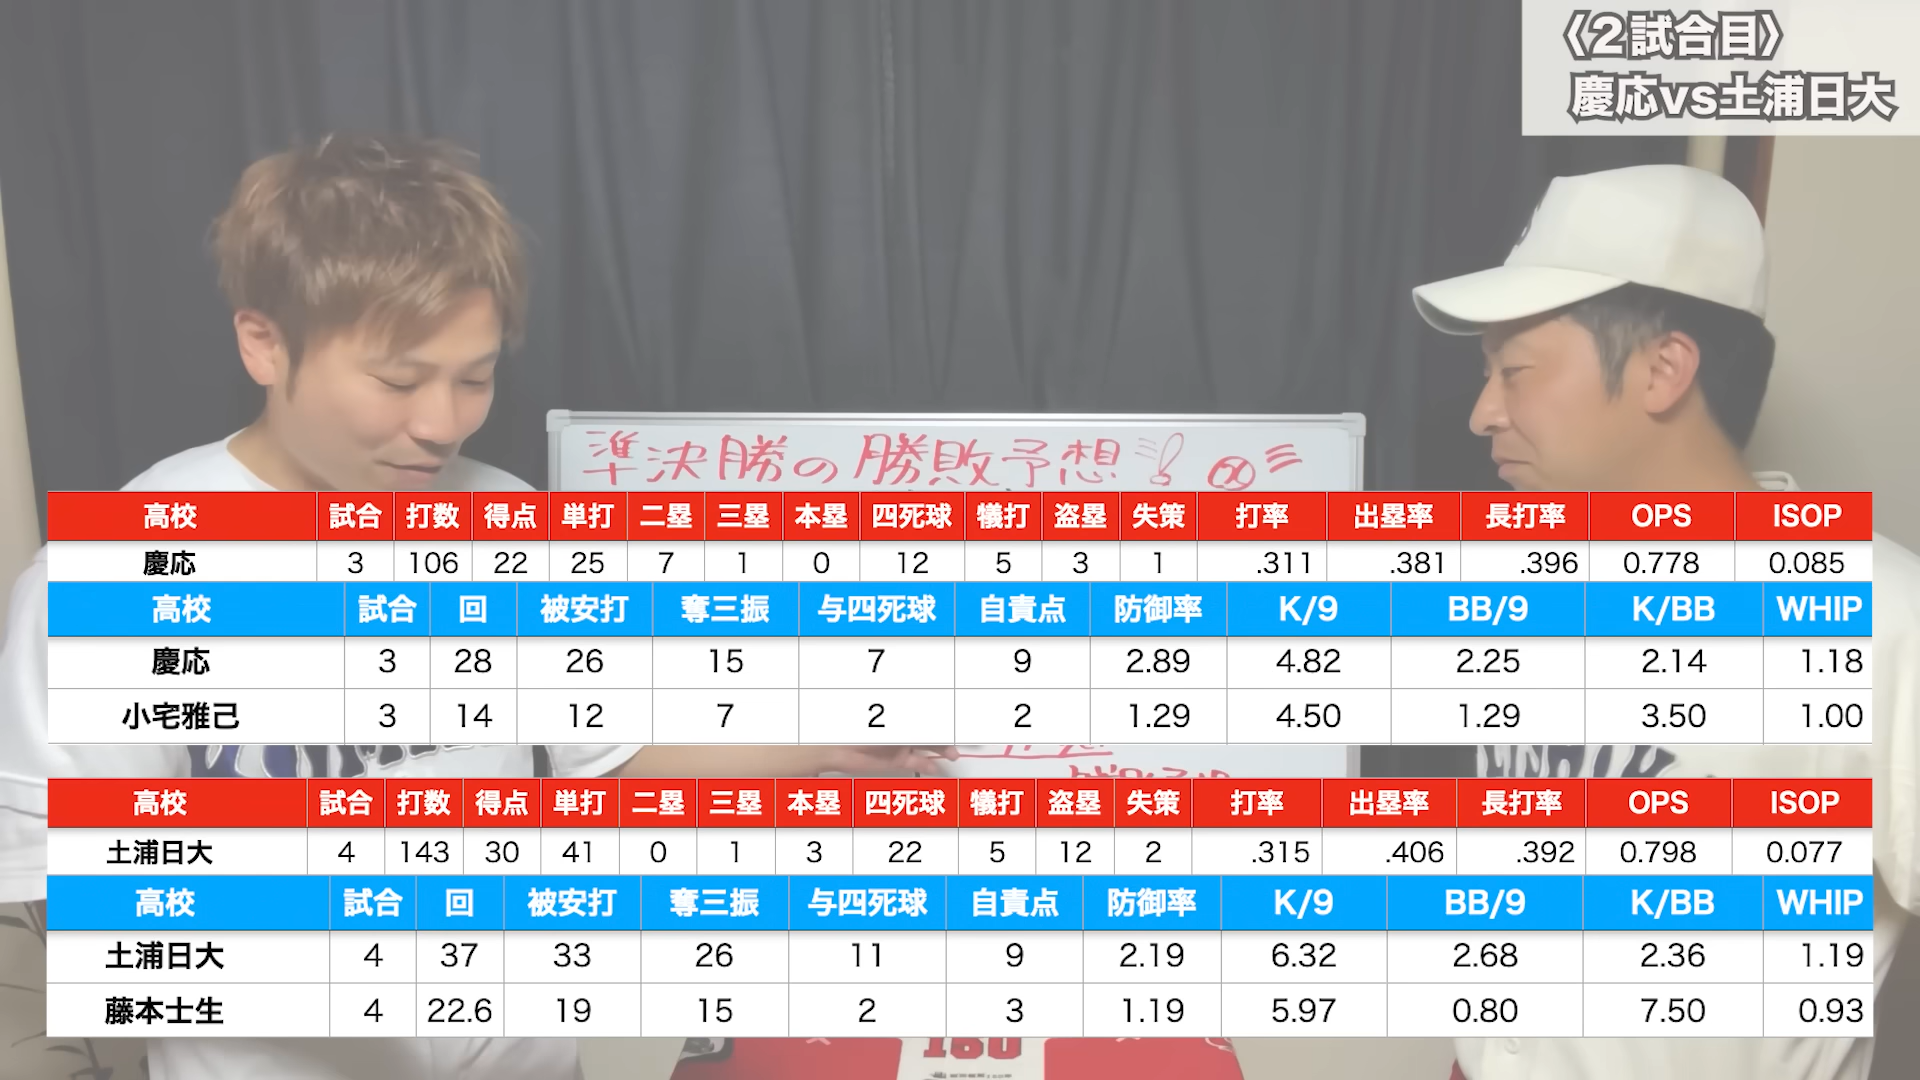 〈2試合目〉
慶応vs土浦日大
準決勝の勝敗予想
高校 試合 打数 得点 単打 二塁 三塁 本塁 四死球 犠打 盗塁 失策 打率 出塁率 長打率 OPS ISOP
慶応 3 106 22 25 7 1 0 12 5 3 1 .311 .381 .396 0.778 0.085
高校 試合 回 被安打 奪三振 与四死球 自責点 防御率 K/9 BB/9 K/BB WHIP
慶応 3 28 26 15 7 9 2.89 4.82 2.25 2.14 1.18
小宅雅己 3 14 12 7 2 2 1.29 4.50 1.29 3.50 1.00
高校 試合 打数 得点 単打 二塁 三塁 本塁 四死球 犠打 盗塁 失策 打率 出塁率 長打率 OPS ISOP
土浦日大 4 143 30 41 0 1 3 22 5 12 2 .315 .406 .392 0.798 0.077
高校 試合 回 被安打 奪三振 与四死球 自責点 防御率 K/9 BB/9 K/BB WHIP
土浦日大 4 37 33 26 11 9 2.19 6.32 2.68 2.36 1.19
藤本士生 4 22.6 19 15 2 3 1.19 5.97 0.80 7.50 0.93